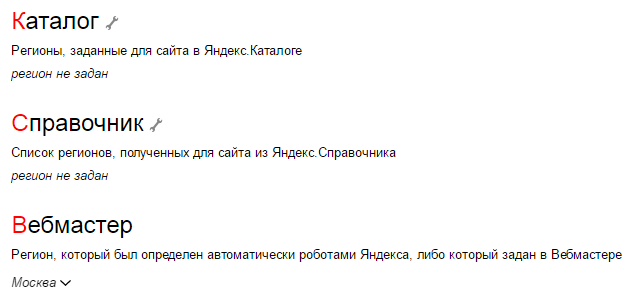 Каталог
Регионы, заданные для сайта в Яндекс.Каталоге
регион не задан
Справочник
Список регионов, полученных для сайта из Яндекс.Справочника
регион не задан
Вебмастер
Регион, который был определен автоматически роботами Яндекса, либо который задан в Вебмастере
Москва